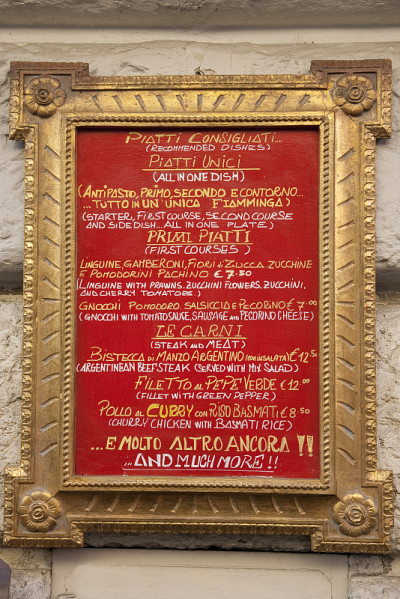 PIATTI CONSIGLIATI...
(RECOMMENDED DISHES)
PIATTI UNICI
(ALL IN ONE DISH)
(ANTIPASTO, PRIMO, SECONDO E CONTORNO...
...TUTTO IN UN'UNICA FIAMMINGA)
(STARTER, FIRST COURSE, SECOND COURSE
AND SIDE DISH... ALL IN ONE PLATE)
PRIMI PIATTI
(FIRST COURSES)
LINGUINE, GAMBERONI, FIORI DI ZUCCA, ZUCCHINE
E POMODORINI PACHINO € 7.50
(LINGUINE WITH PRAWNS, ZUCCHINI FLOWERS, ZUCCHINI,
AND CHERRY TOMATOES)
GNOCCHI POMODORO, SALSICCIA E PECORINO € 7.00
(GNOCCHI WITH TOMATO SAUCE, SAUSAGE AND PECORINO CHEESE)
LE CARNI
(STEAK AND MEAT)
BISTECCA DI MANZO ARGENTINO (CON INSALATA) € 12.50
(ARGENTINEAN BEEFSTEAK (SERVED WITH MIX SALAD)
FILETTO AL PEPE VERDE € 12.00
(FILLET WITH GREEN PEPPER)
POLLO AL CURRY CON RISO BASMATI € 8.50
(CHURRY CHICKEN WITH BASMATI RICE)
...E MOLTO ALTRO ANCORA !!
...AND MUCH MORE !!